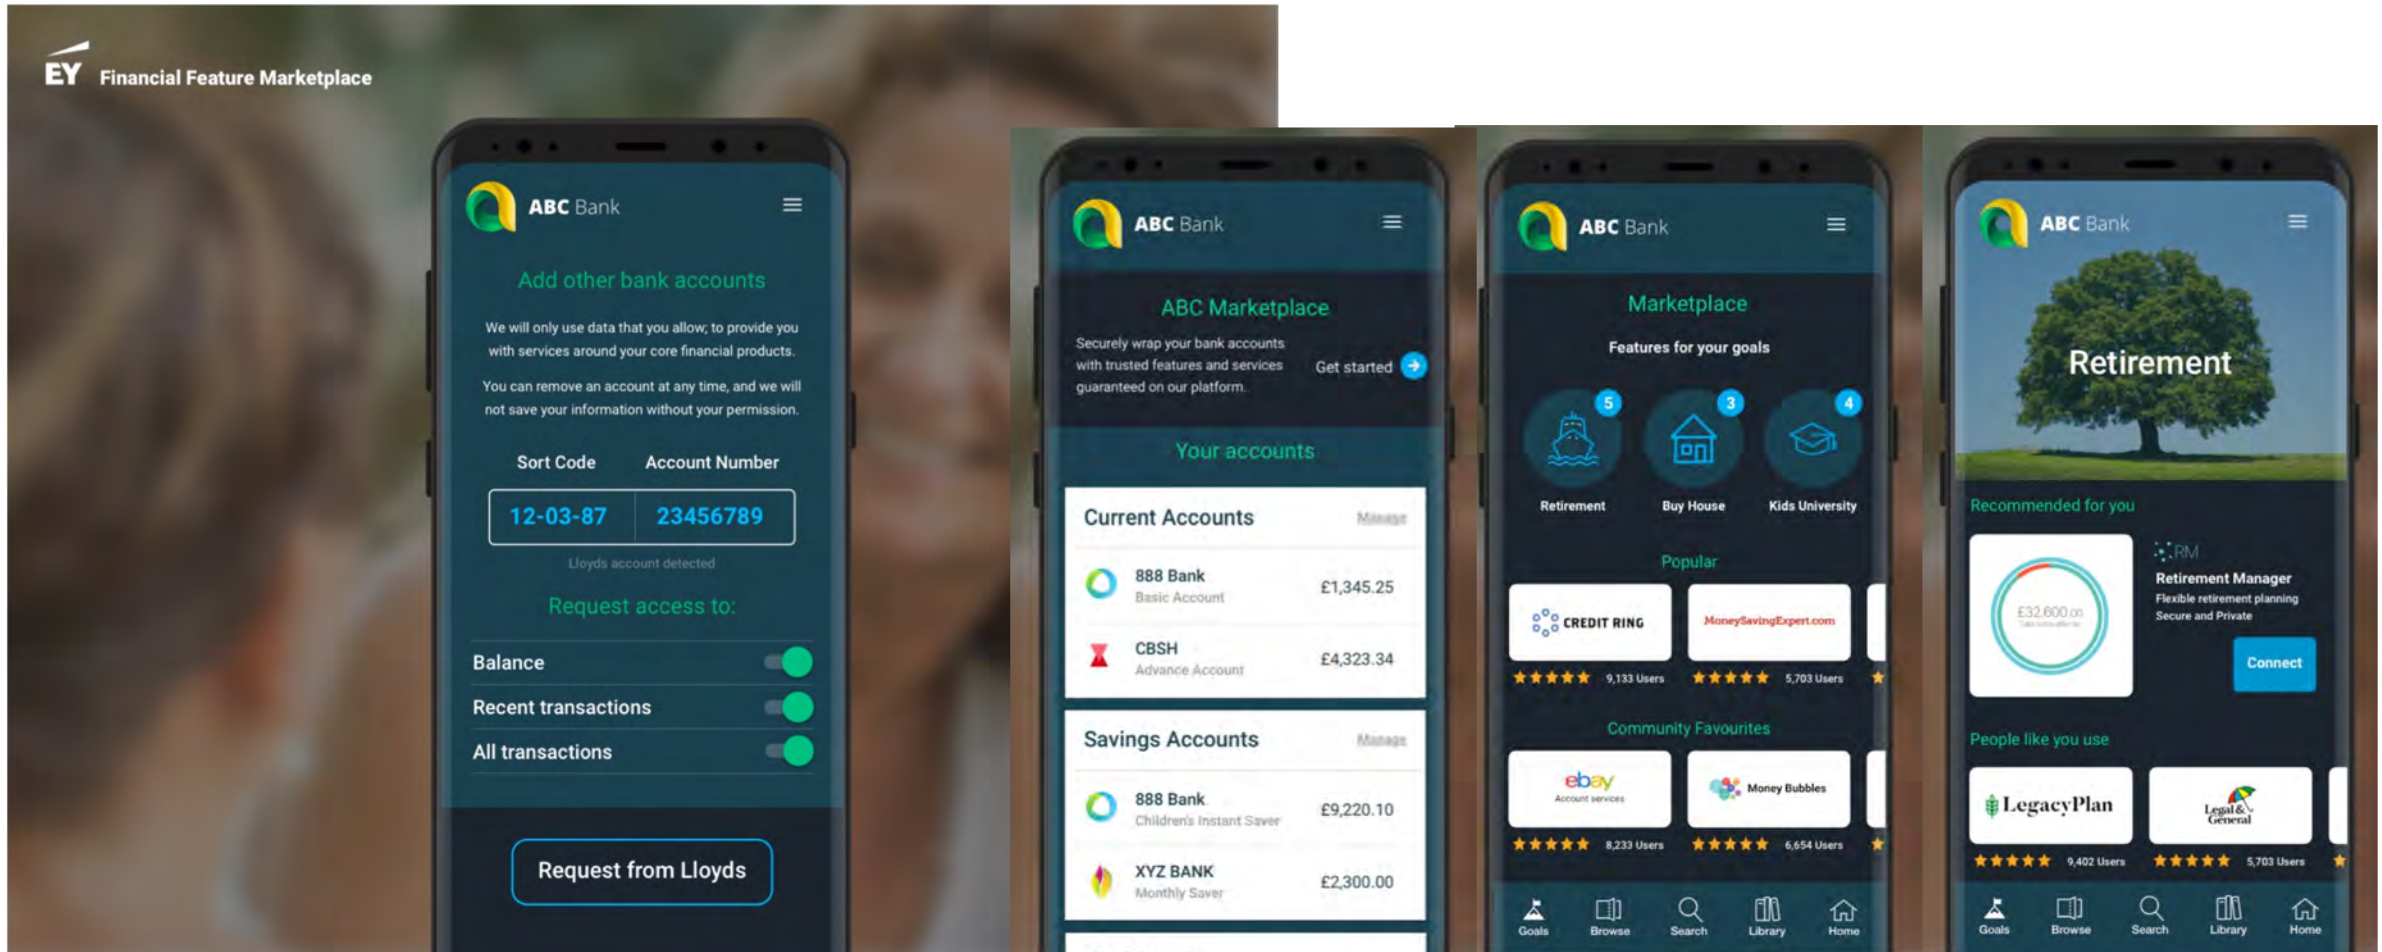 EY Financial Feature Marketplace
ABC Bank
Add other bank accounts
We will only use data that you allow; to provide you
with services around your core financial products.
You can remove an account at any time, and we will
not save your information without your permission.
Sort Code Account Number
12-03-87 23456789
Lloyds account detected
Request access to:
Balance
Recent transactions
All transactions
Request from Lloyds
ABC Bank
ABC Marketplace
Securely wrap your bank accounts
with trusted features and services
guaranteed on our platform.
Get started
Your accounts
Current Accounts Manage
888 Bank
Basic Account
£1,345.25
CBSH
Advance Account
£4,323.34
Savings Accounts Manage
888 Bank
Children's Instant Saver
£9,220.10
XYZ BANK
Monthly Saver
£2,300.00
ABC Bank
Marketplace
Features for your goals
5 3 4
Retirement Buy House Kids University
Popular
CREDIT RING MoneySavingExpert.com
9,133 Users 5,703 Users
Community Favourites
ebay
Account services
Money Bubbles
8,233 Users 6,654 Users
Goals Browse Search Library Home
ABC Bank
Retirement
Recommended for you
£32,600.00
RM
Retirement Manager
Flexible retirement planning
Secure and Private
Connect
People like you use
LegacyPlan
Legal &
General
9,402 Users 5,703 Users
Goals Browse Search Library Home